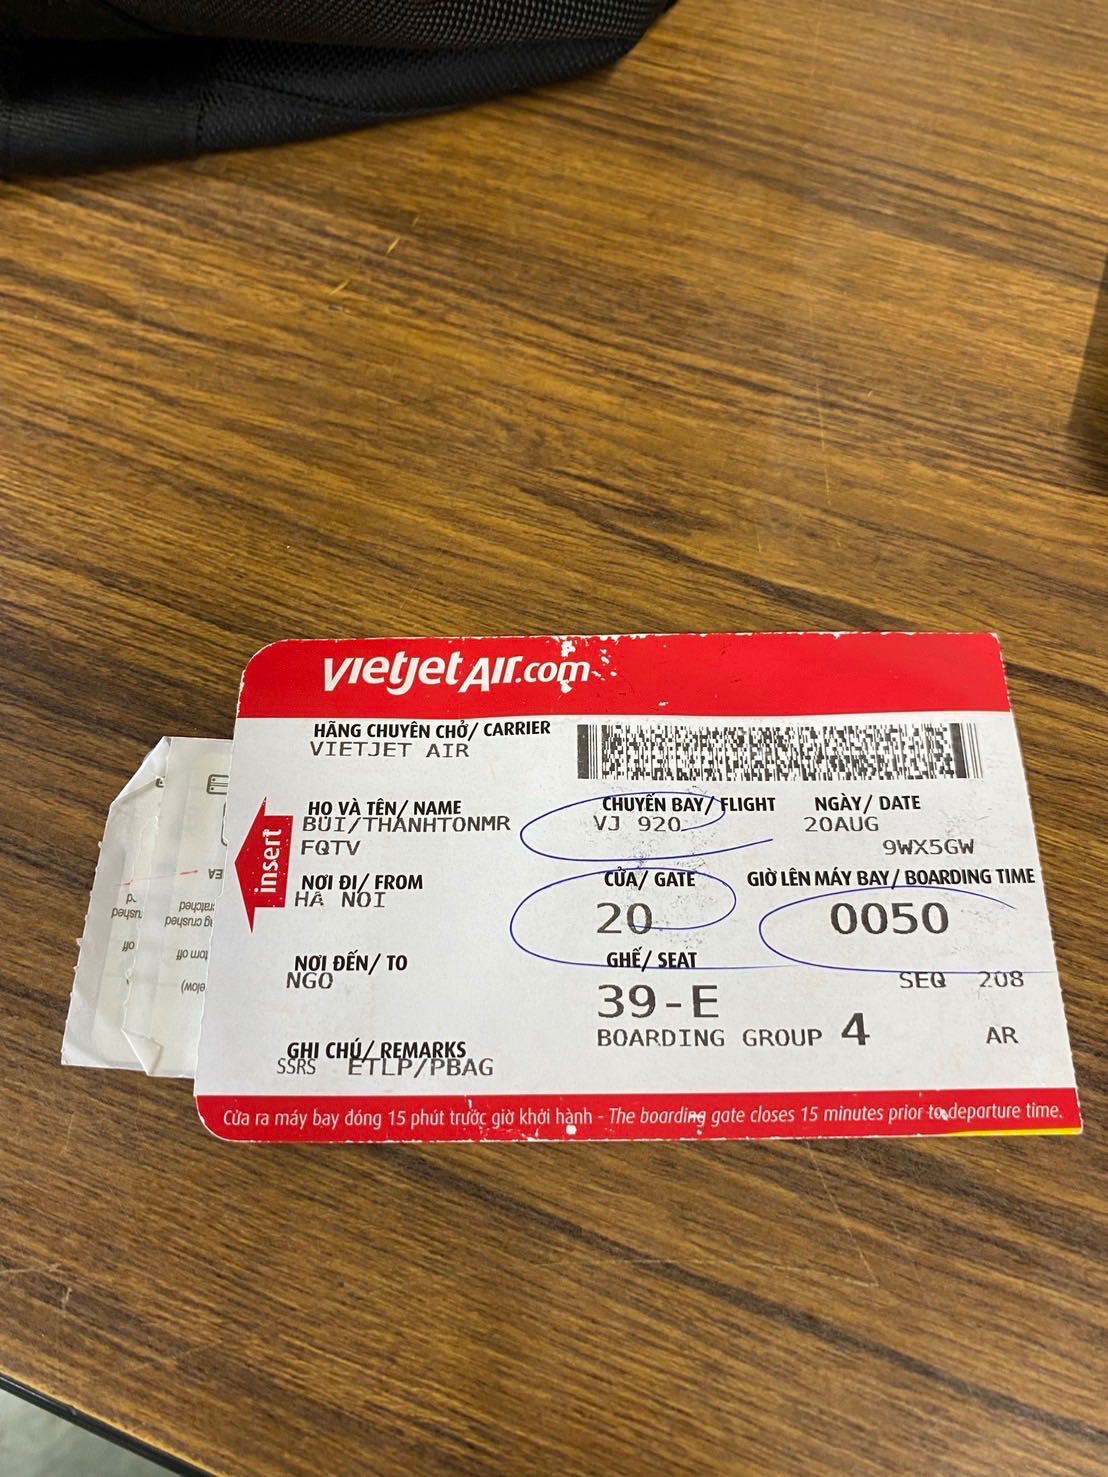 vietjetAir.com
HÃNG CHUYÊN CHỞ/ CARRIER
VIETJET AIR
HỌ VÀ TÊN/ NAME
BUI/THANHTONMR
FQTV
CHUYẾN BAY/ FLIGHT
VJ 920
NGÀY/ DATE
20AUG
9WX5GW
insert
NƠI ĐI/ FROM
HA NOI
CỬA/ GATE
20
GIỜ LÊN MÁY BAY/ BOARDING TIME
0050
NƠI ĐẾN/ TO
NGO
GHẾ/ SEAT
39-E
SEQ 208
BOARDING GROUP 4
AR
GHI CHÚ/ REMARKS
SSRS ETLP/PBAG
Cửa ra máy bay đóng 15 phút trước giờ khởi hành - The boarding gate closes 15 minutes prior to departure time.
crushed
off
torn off